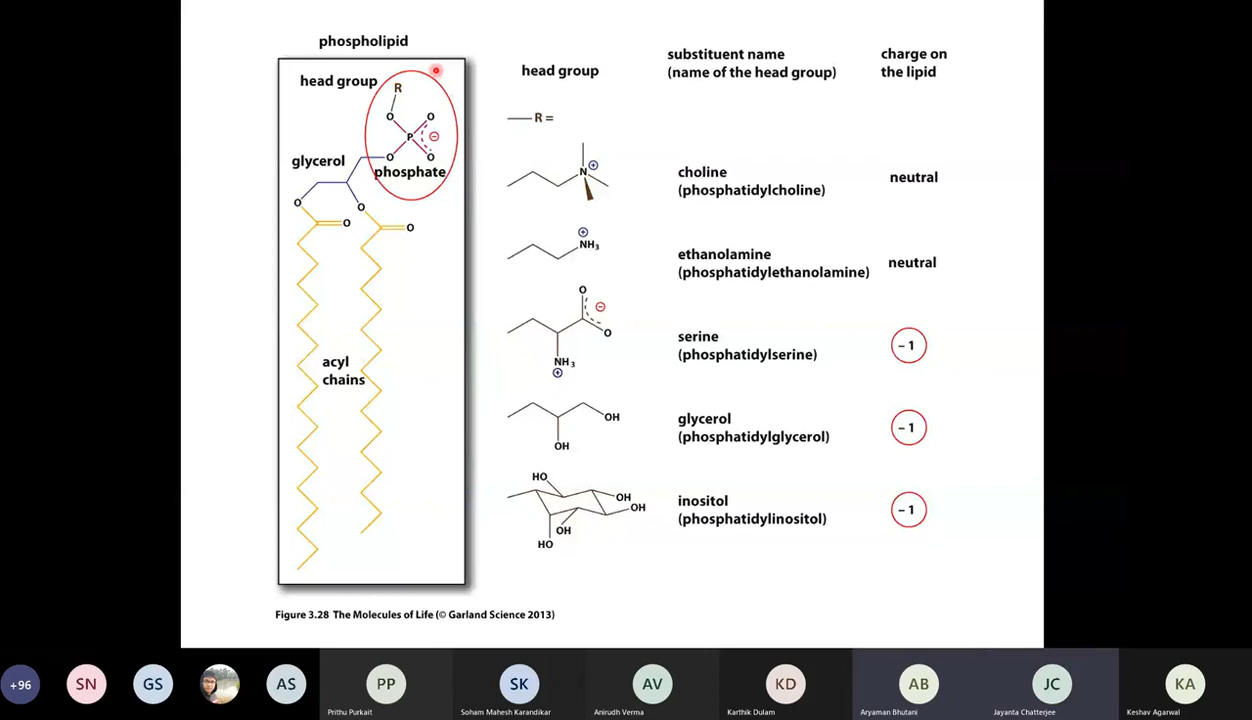 phospholipid
head group
R
O
O
P
⊖
O
O
glycerol
phosphate
O
O
O
O
acyl
chains
head group
substituent name
(name of the head group)
charge on
the lipid
R =
N
⊕
choline
(phosphatidylcholine)
neutral
⊕
NH₃
ethanolamine
(phosphatidylethanolamine)
neutral
O
⊖
O
NH₃
⊕
serine
(phosphatidylserine)
– 1
OH
OH
glycerol
(phosphatidylglycerol)
– 1
HO
OH
OH
OH
HO
inositol
(phosphatidylinositol)
– 1
Figure 3.28 The Molecules of Life (© Garland Science 2013)
+96
SN
GS
AS
PP
SK
AV
KD
AB
JC
KA
Prithu Purkait
Soham Mahesh Karandikar
Anirudh Verma
Karthik Dulam
Aryaman Bhutani
Jayanta Chatterjee
Keshav Agarwal